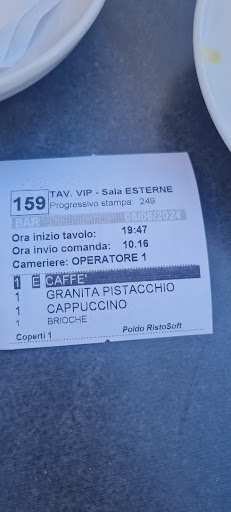 159
TAV. VIP - Sala ESTERNE
Progressivo stampa: 249
BAR 08/06/2024
Ora inizio tavolo: 19:47
Ora invio comanda: 10.16
Cameriere: OPERATORE 1
1 E CAFFE'
1 GRANITA PISTACCHIO
1 CAPPUCCINO
1 BRIOCHE
Coperti 1 Poldo RistoSoft